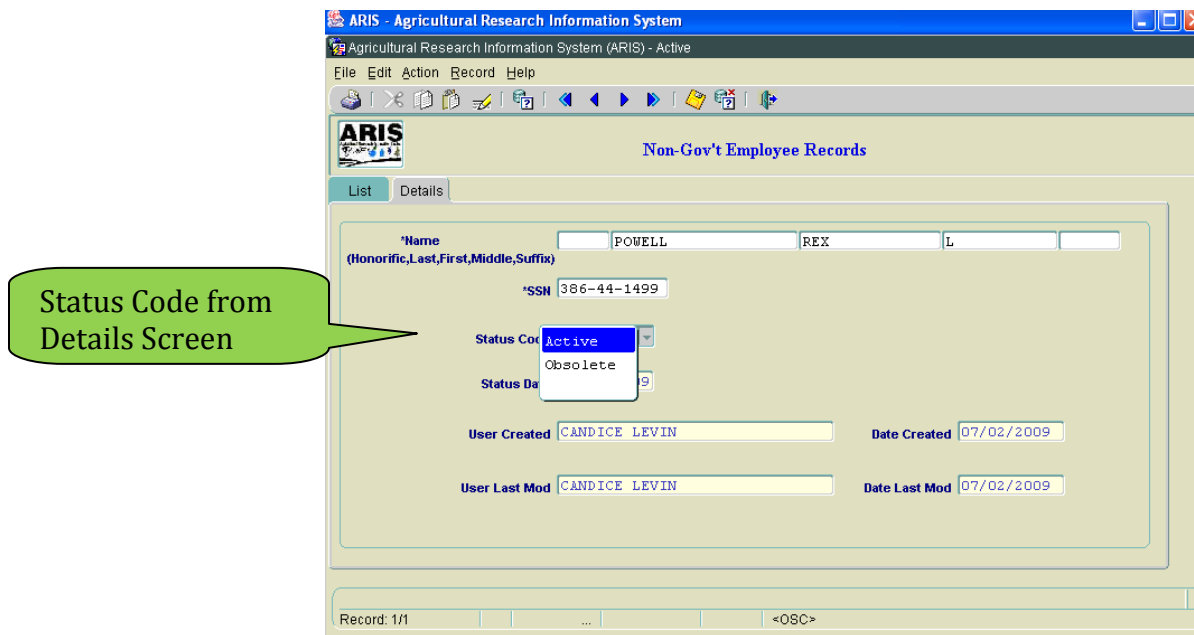 ARIS - Agricultural Research Information System
Agricultural Research Information System (ARIS) - Active
File Edit Action Record Help
ARIS
Non-Gov't Employee Records
List Details
*Name POWELL REX L
(Honorific,Last,First,Middle,Suffix)
*SSN 386-44-1499
Status Code from
Details Screen
Status Cod Active
Obsolete
Status Da 09
User Created CANDICE LEVIN Date Created 07/02/2009
User Last Mod CANDICE LEVIN Date Last Mod 07/02/2009
Record: 1/1 ... <OSC>